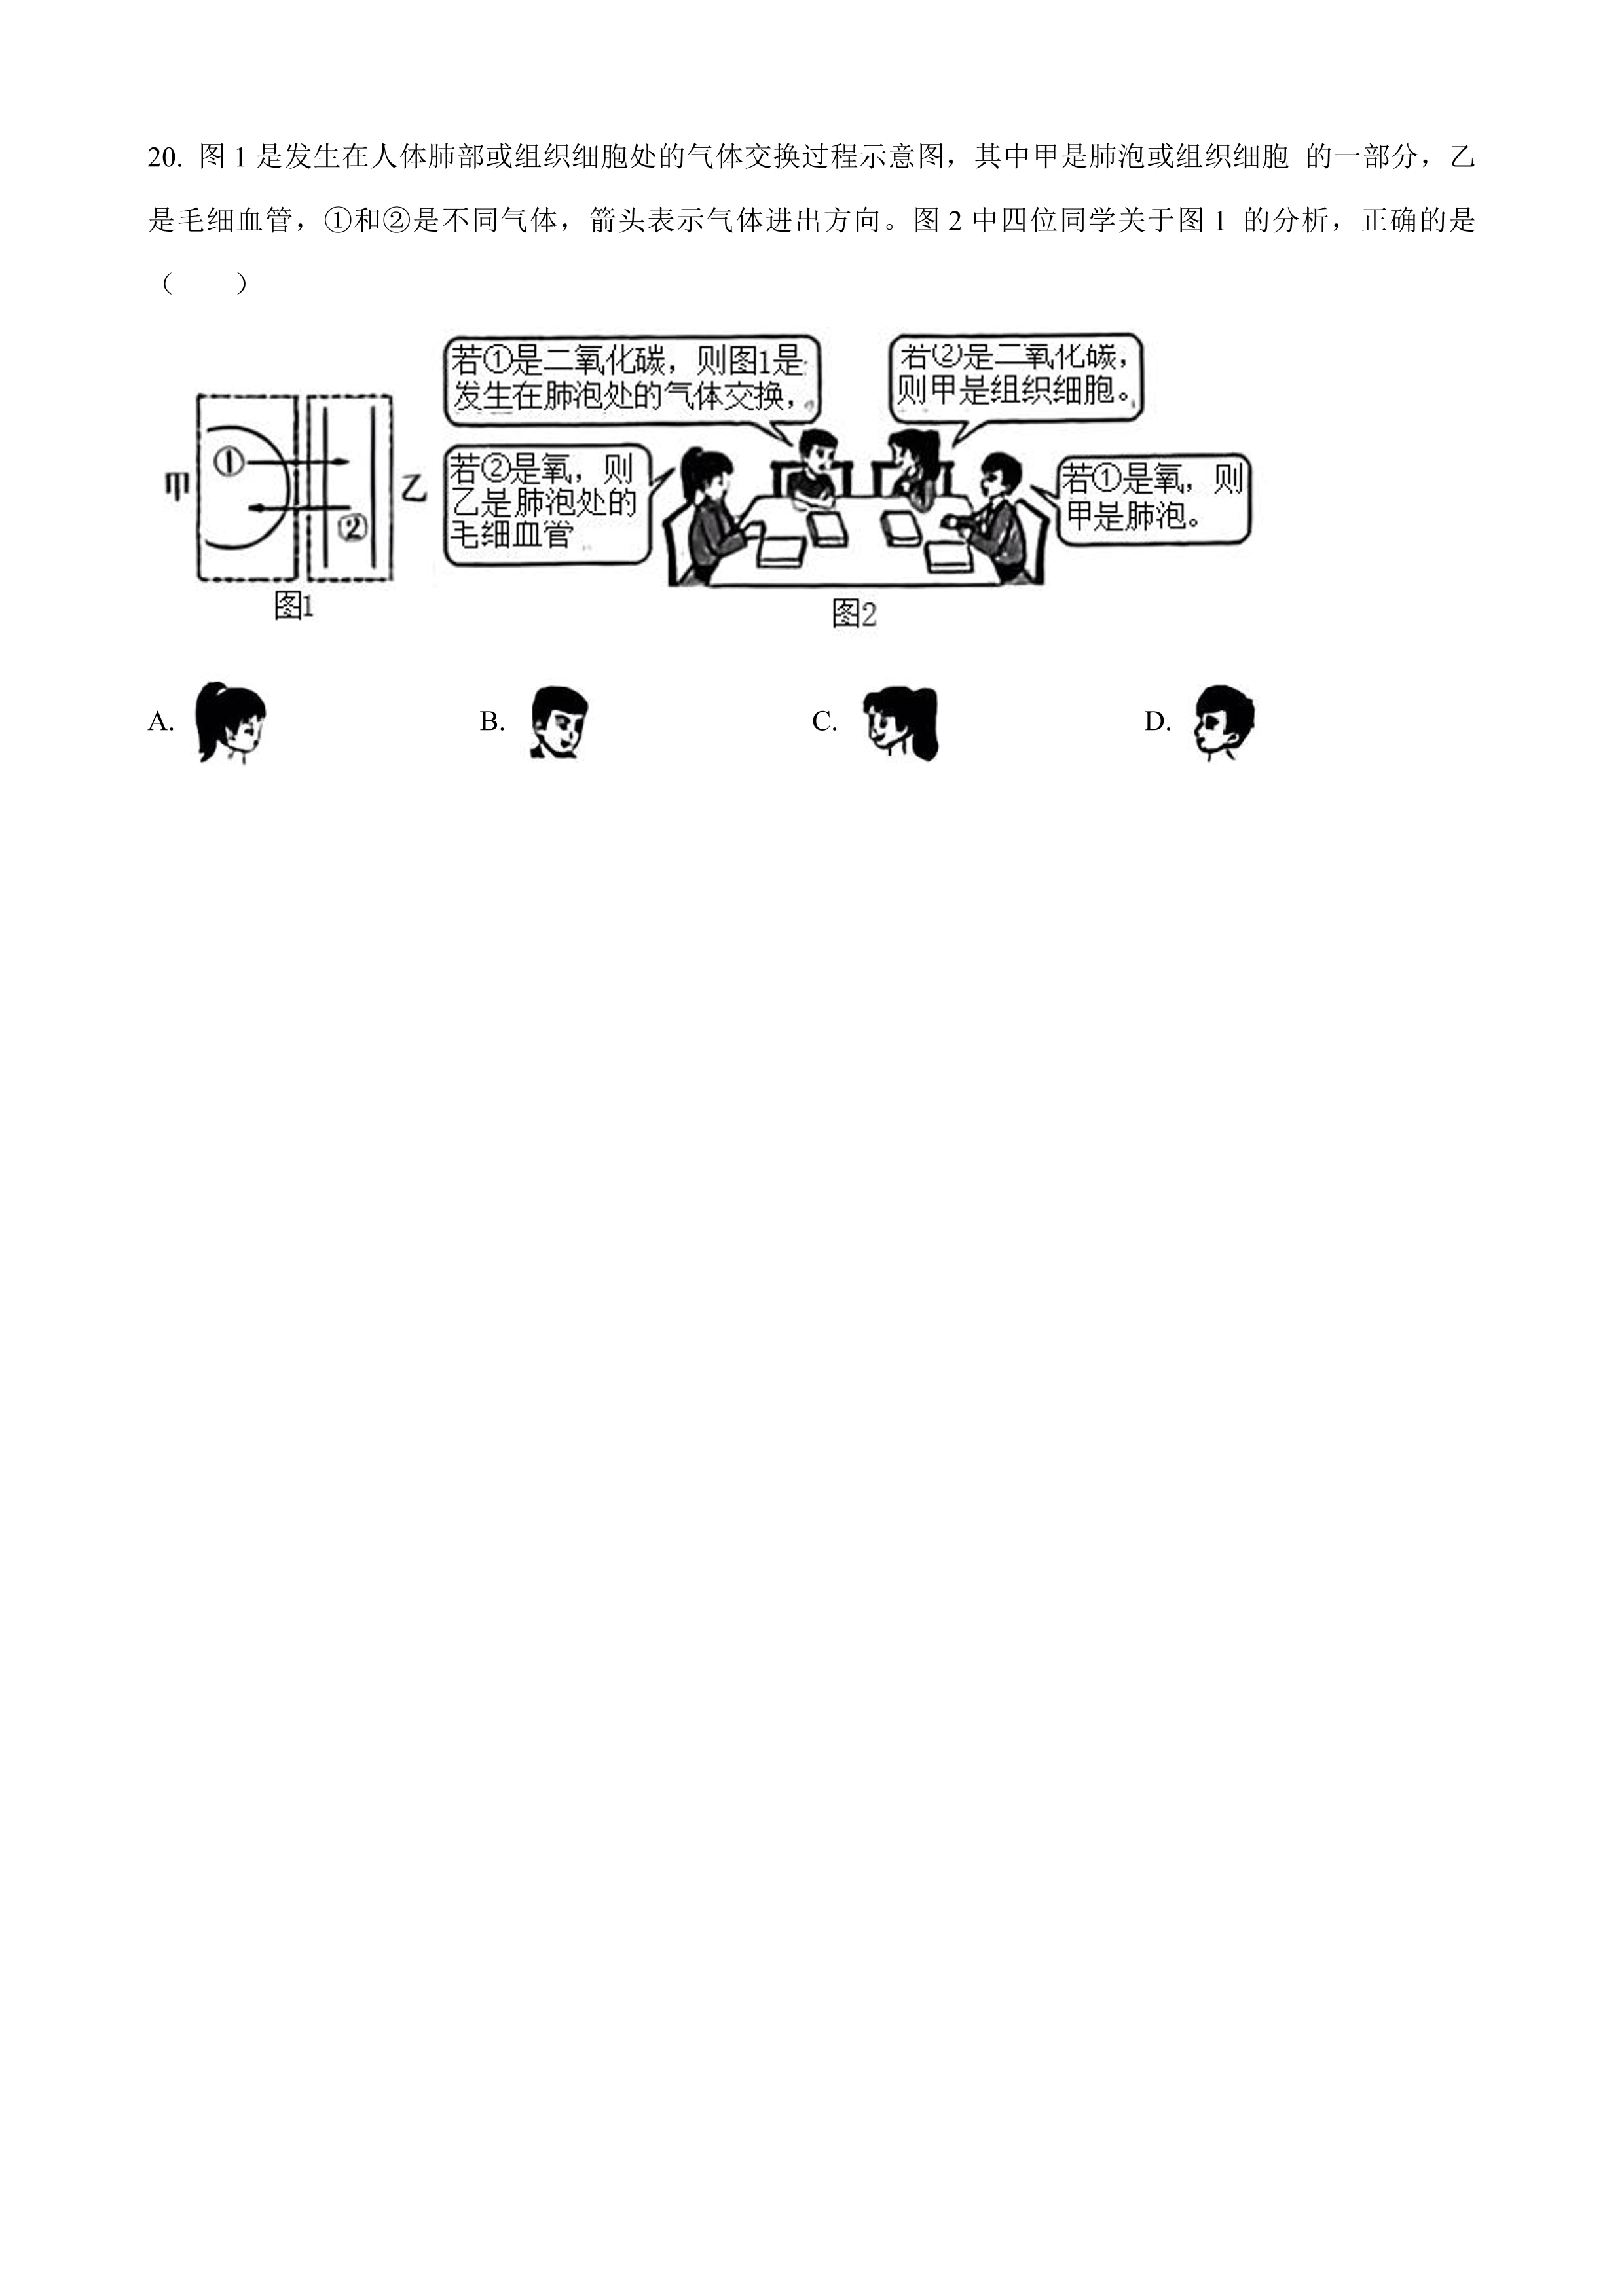 20. 图 1 是发生在人体肺部或组织细胞处的气体交换过程示意图，其中甲是肺泡或组织细胞 的一部分，乙
是毛细血管，①和②是不同气体，箭头表示气体进出方向。图 2 中四位同学关于图 1 的分析，正确的是
（  ）
若①是二氧化碳，则图1是
发生在肺泡处的气体交换，
若②是二氧化碳，
则甲是组织细胞。
甲
①
②
乙
图1
若②是氧，则
乙是肺泡处的
毛细血管
若①是氧，则
甲是肺泡。
图2
A.
B.
C.
D.